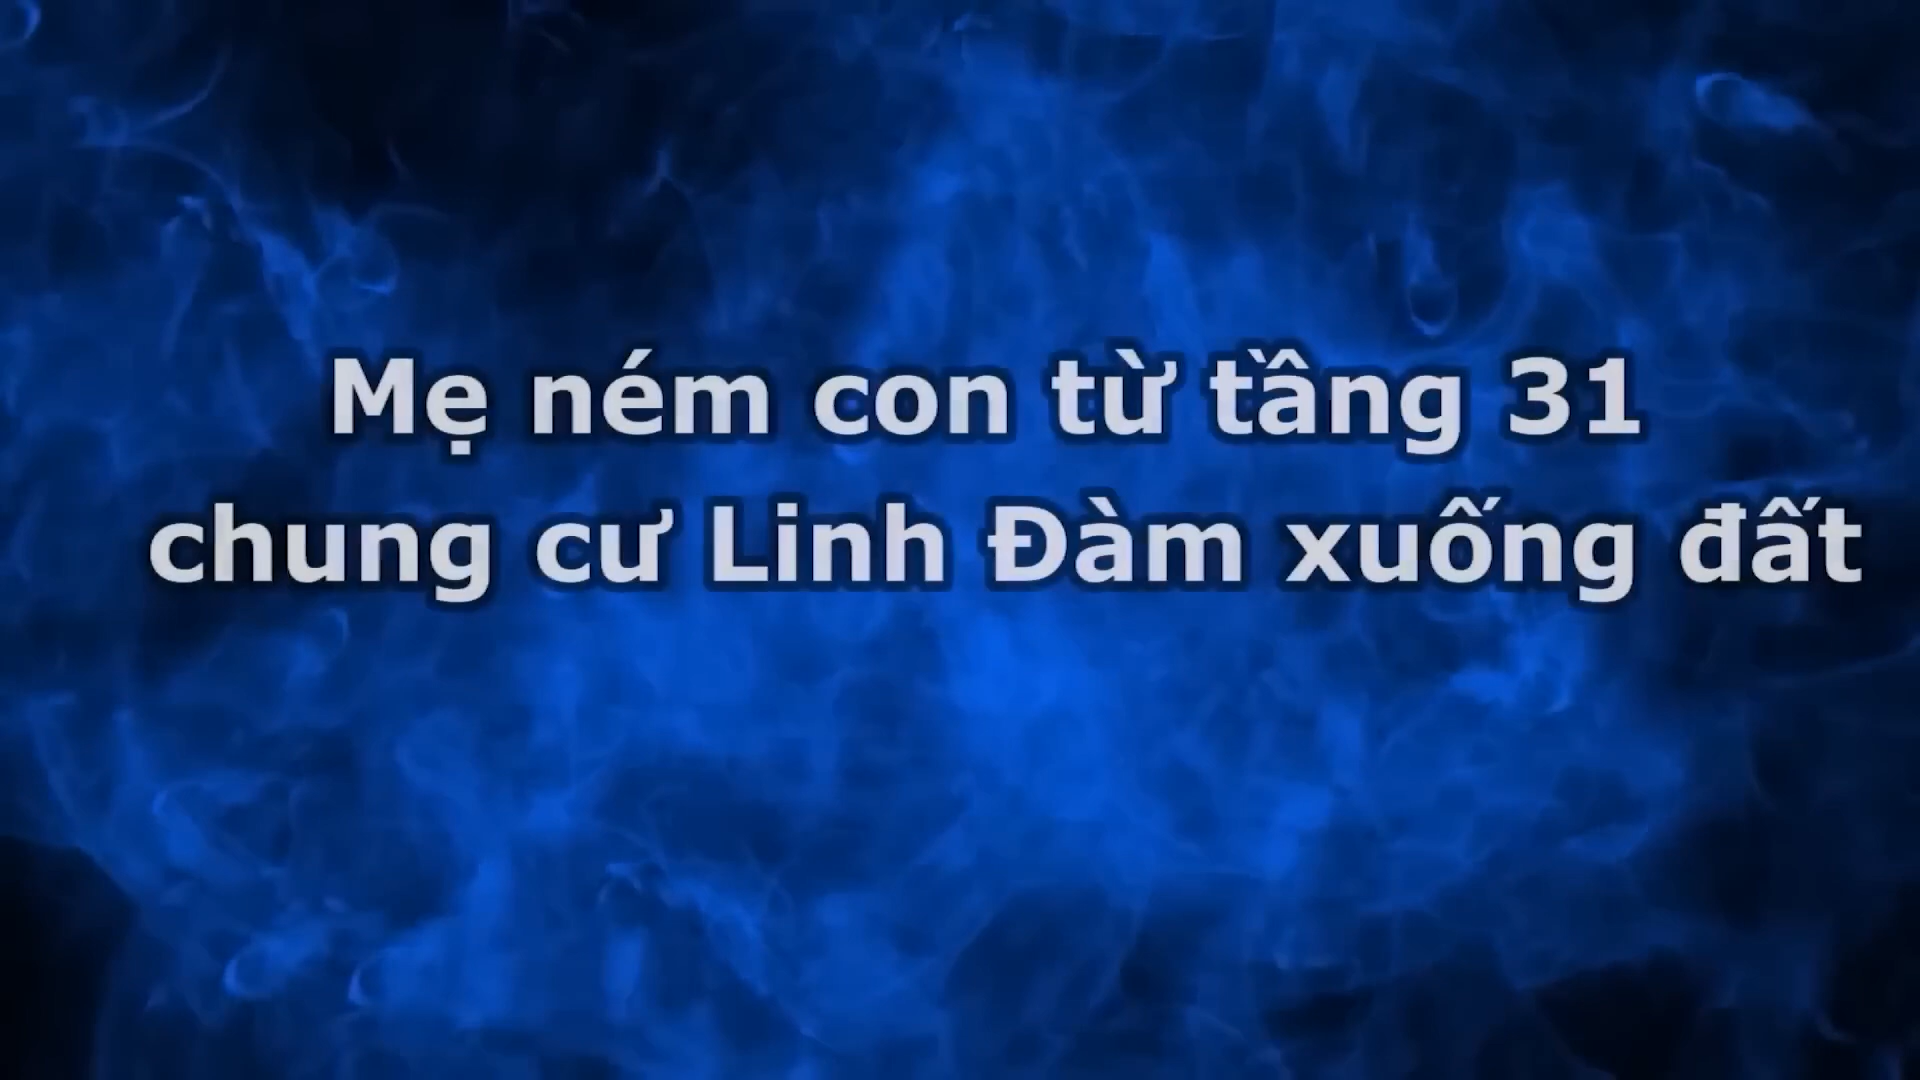 Mẹ ném con từ tầng 31
chung cư Linh Đàm xuống đất